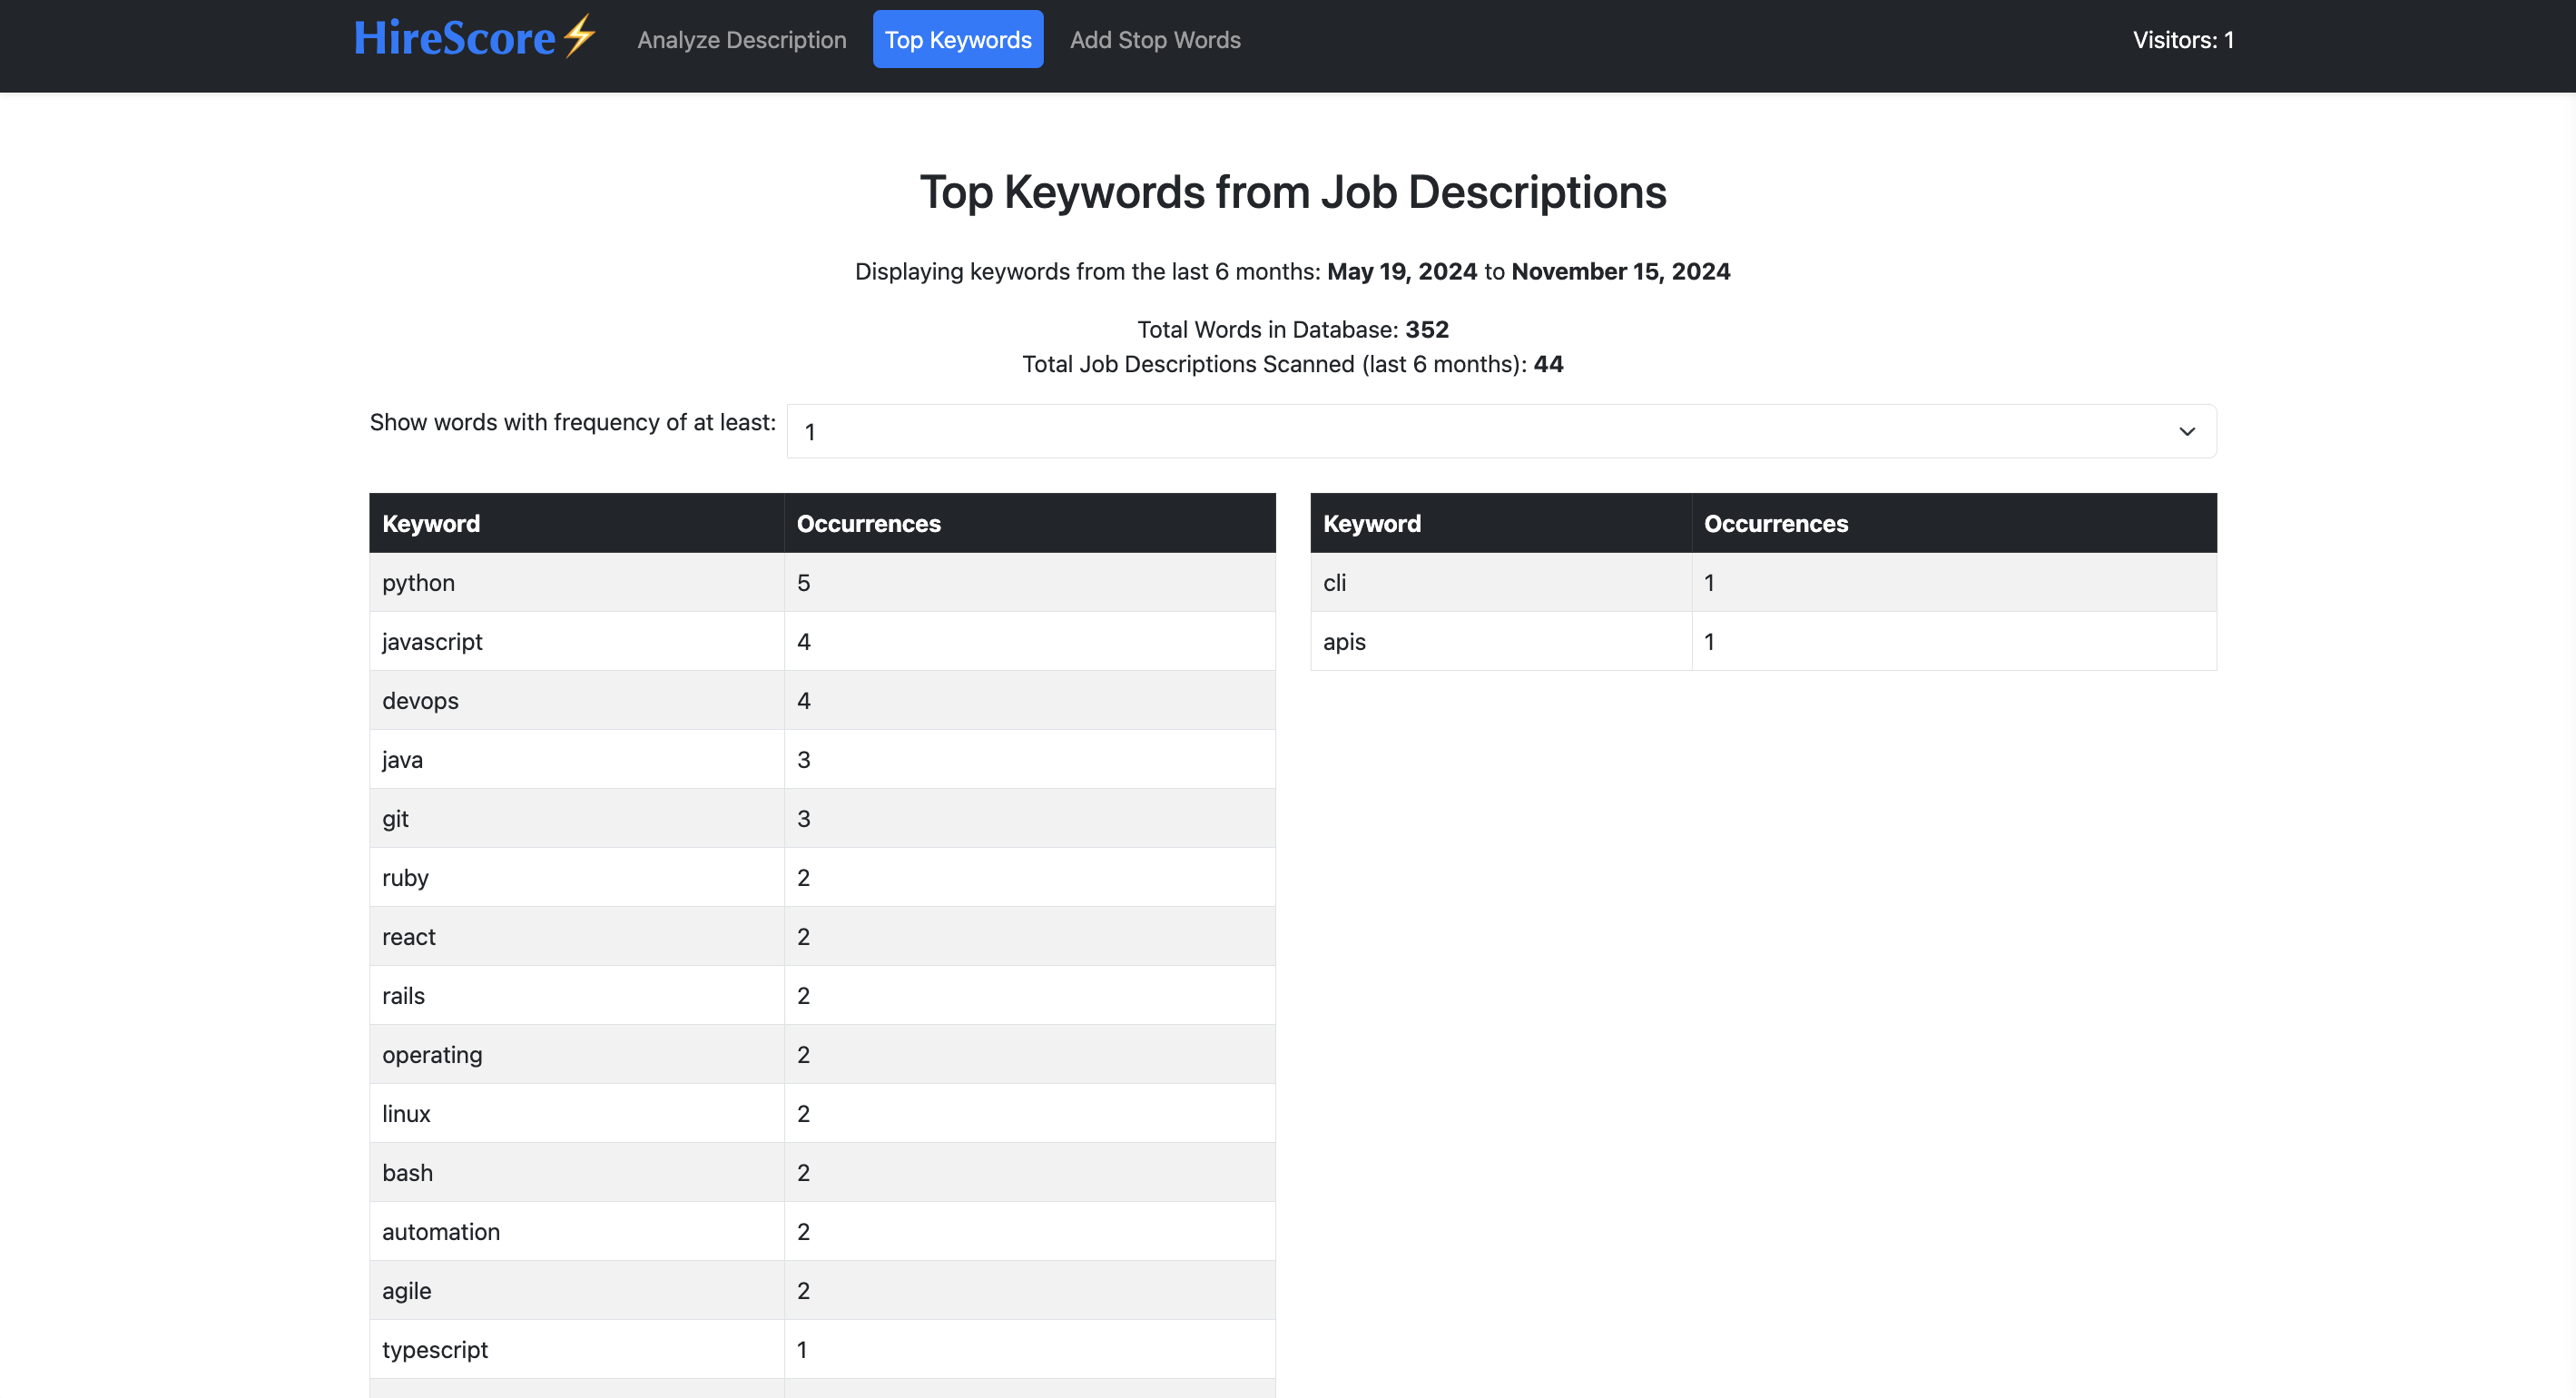 HireScore⚡ Analyze Description Top Keywords Add Stop Words Visitors: 1
Top Keywords from Job Descriptions
Displaying keywords from the last 6 months: May 19, 2024 to November 15, 2024
Total Words in Database: 352
Total Job Descriptions Scanned (last 6 months): 44
Show words with frequency of at least: 1
Keyword Occurrences
python 5
javascript 4
devops 4
java 3
git 3
ruby 2
react 2
rails 2
operating 2
linux 2
bash 2
automation 2
agile 2
typescript 1
Keyword Occurrences
cli 1
apis 1